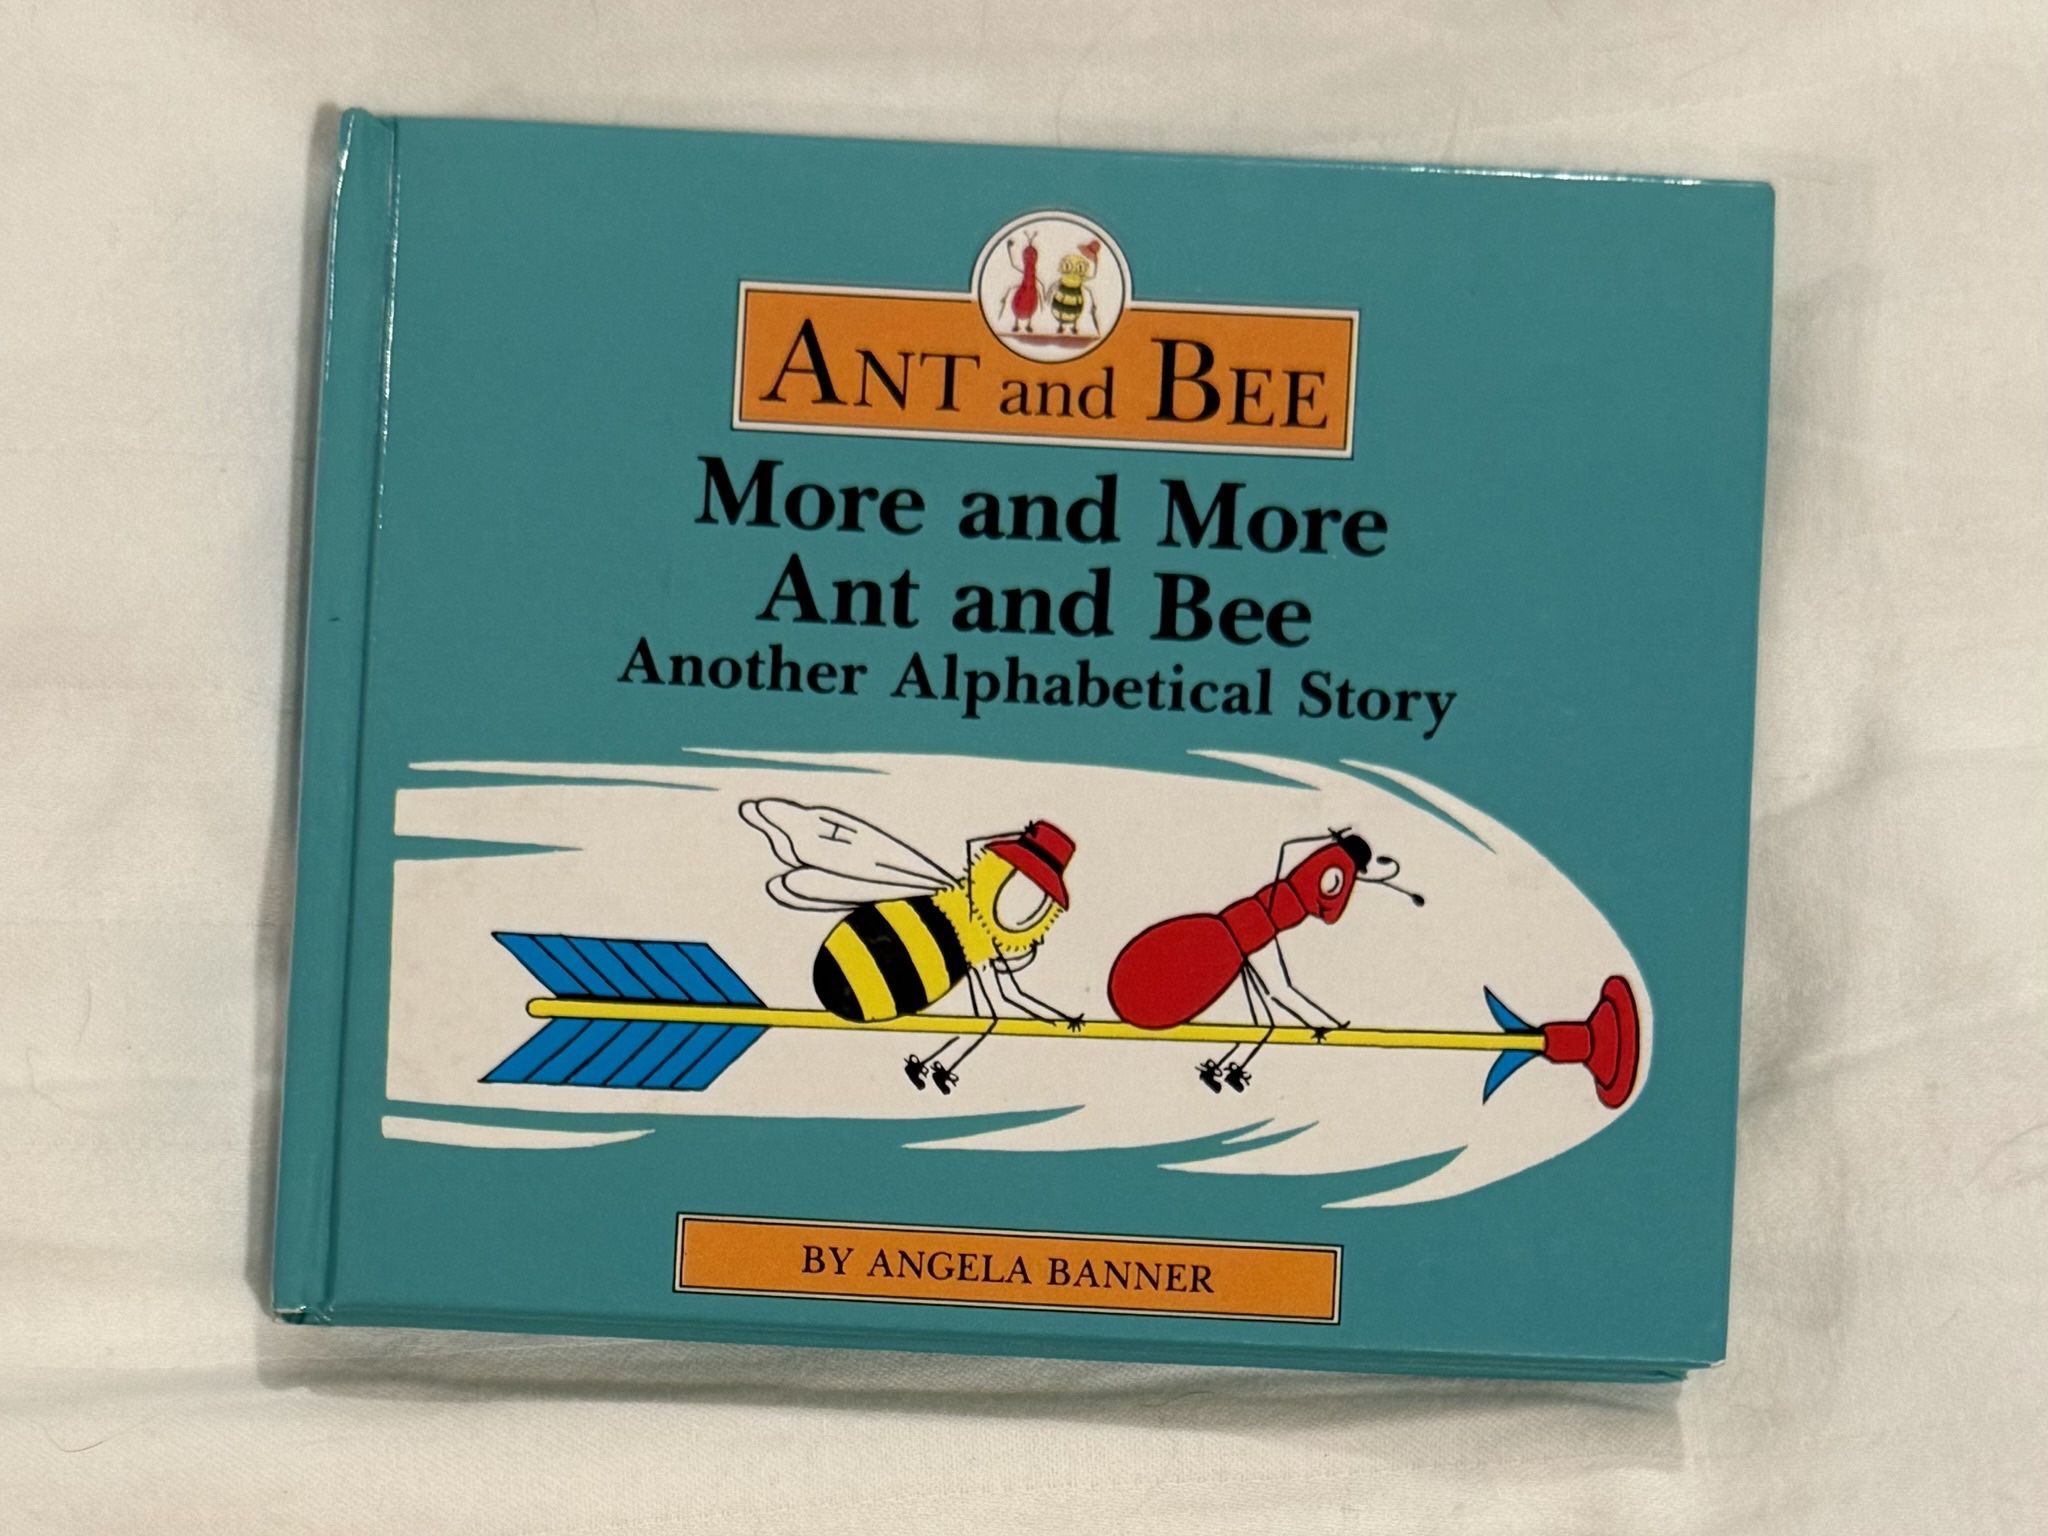 ANT and BEE
More and More
Ant and Bee
Another Alphabetical Story
BY ANGELA BANNER